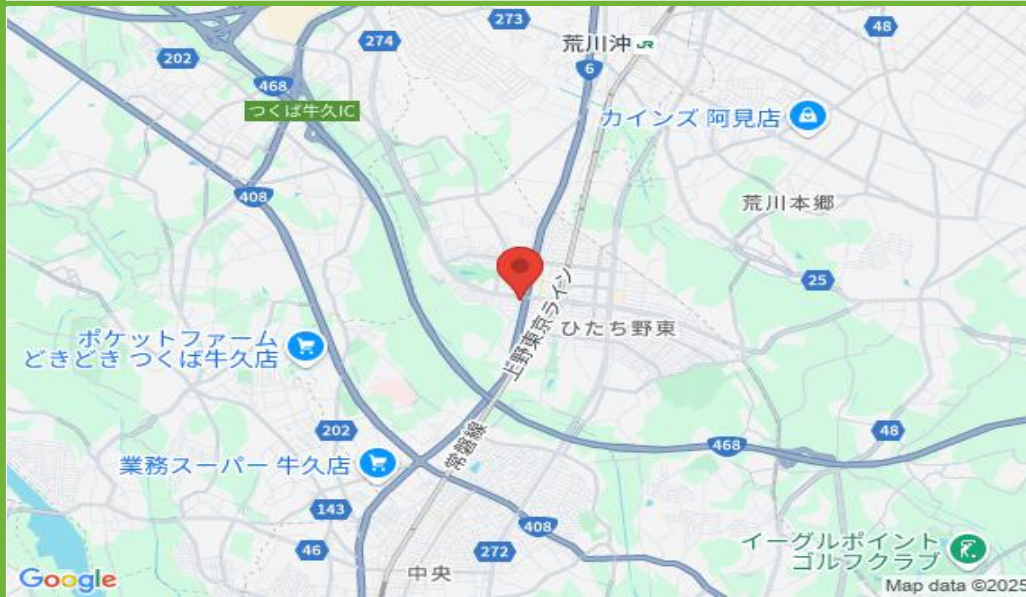 273
48
274
荒川沖 JR
202
6
468
つくば牛久IC
カインズ 阿見店
408
荒川本郷
25
上野東京ライン
ひたち野東
ポケットファーム
どきどき つくば牛久店
202
468
48
常磐線
業務スーパー 牛久店
143
408
46
272
イーグルポイント
ゴルフクラブ
中央
Google
Map data ©2025